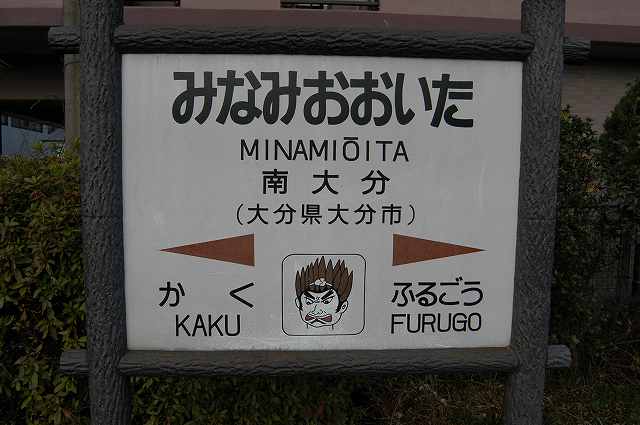 みなみおおいた
MINAMIŌITA
南大分
(大分県大分市)
かく ふるごう
KAKU FURUGO